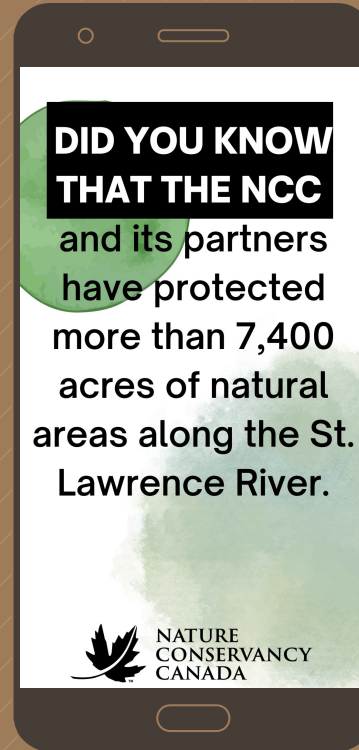 DID YOU KNOW
THAT THE NCC
and its partners
have protected
more than 7,400
acres of natural
areas along the St.
Lawrence River.
NATURE
CONSERVANCY
CANADA